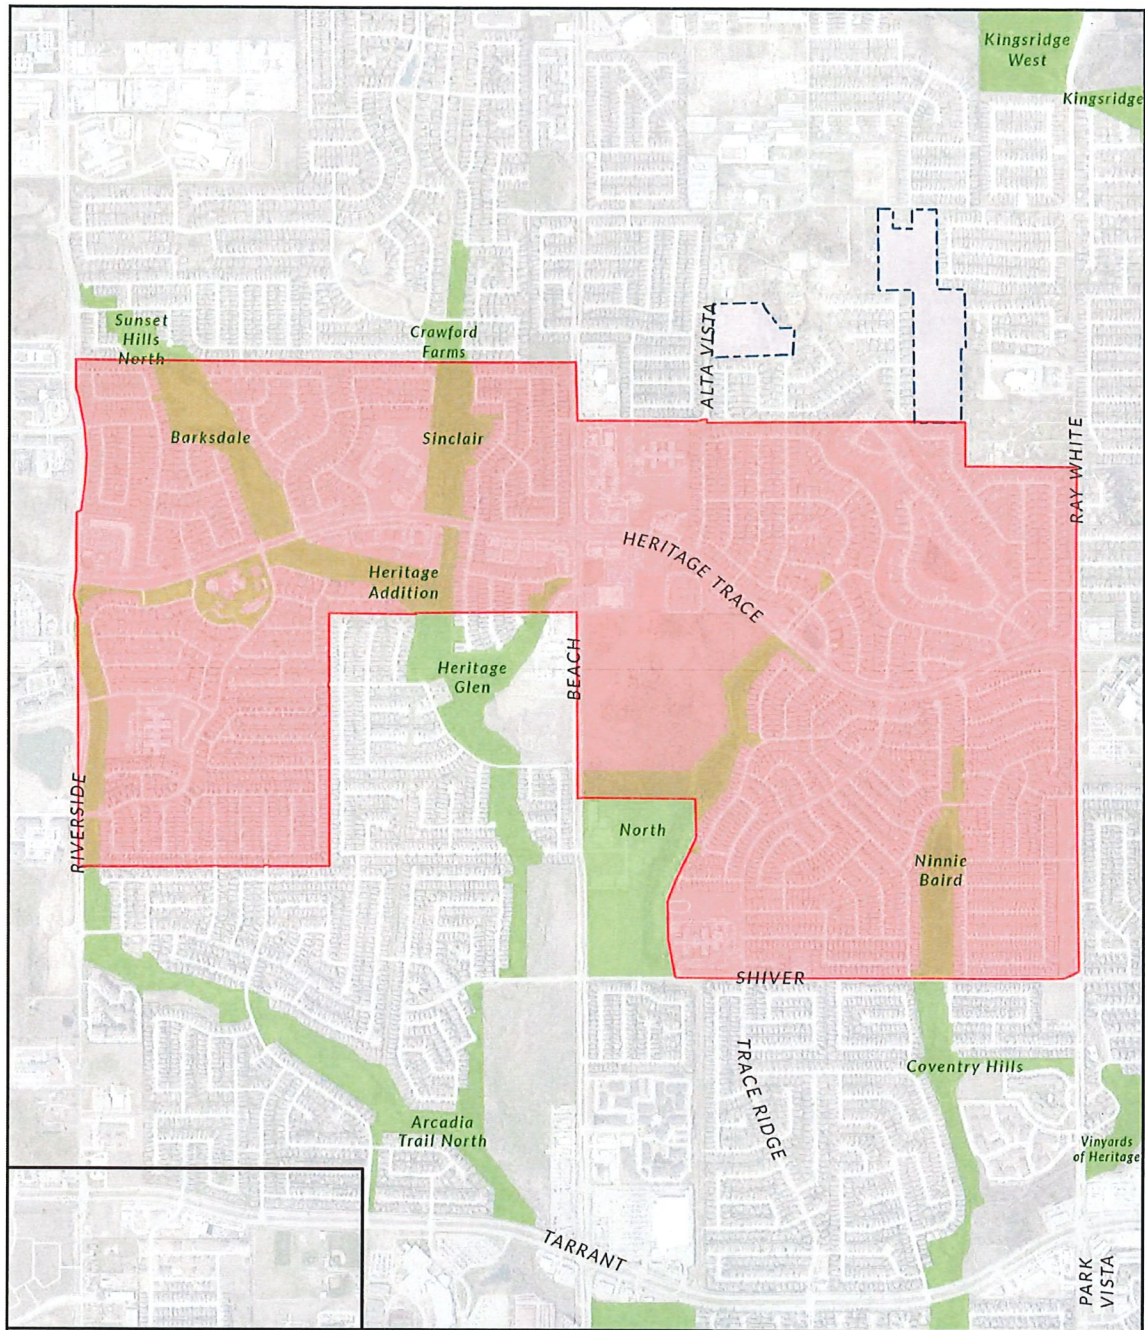 Kingsridge
West
Kingsridge
Sunset
Hills
North
Crawford
Farms
ALTA VISTA
Barksdale
Sinclair
RAY WHITE
HERITAGE TRACE
Heritage
Addition
BEACH
Heritage
Glen
RIVERSIDE
North
Ninnie
Baird
SHIVER
TRACE RIDGE
Coventry Hills
Arcadia
Trail North
Vinyards
of Heritage
TARRANT
PARK
VISTA